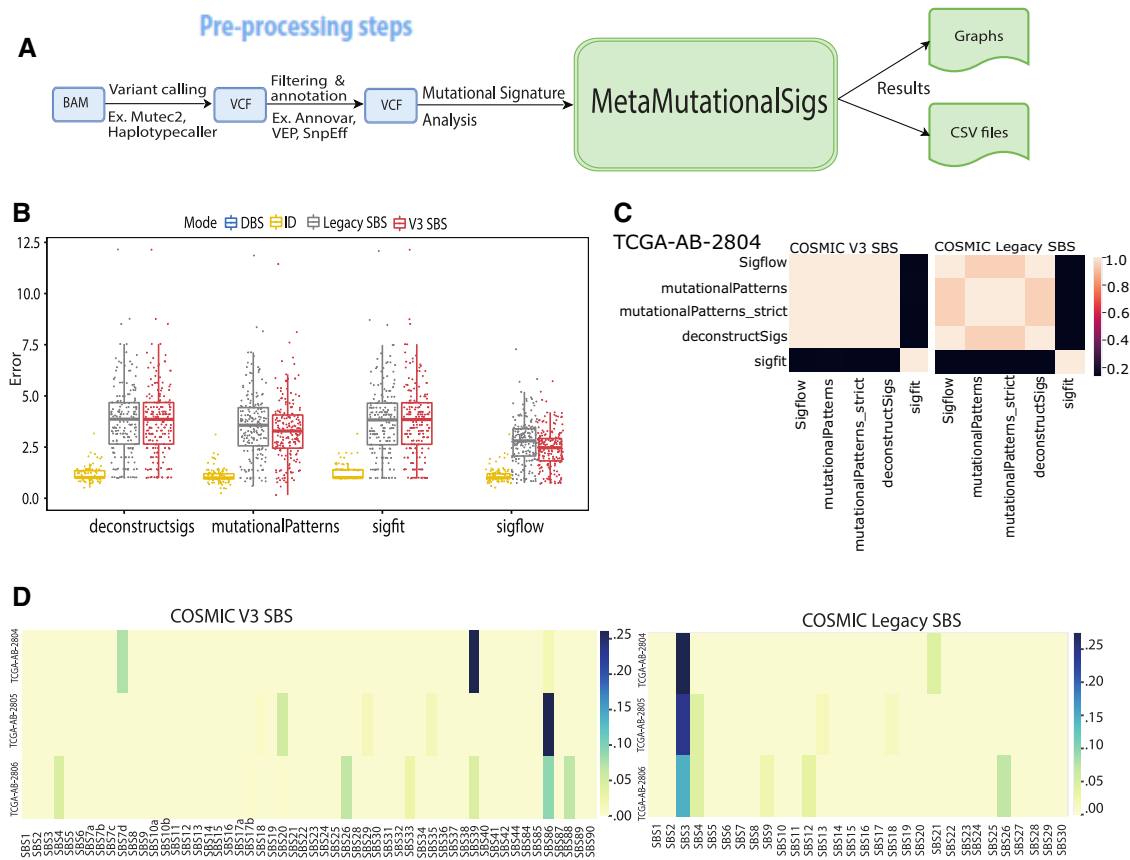 Pre-processing steps
A
BAM
Variant calling
Ex. Mutec2,
Haplotypecaller
VCF
Filtering &
annotation
Ex. Annovar,
VEP, SnpEff
VCF
Mutational Signature
Analysis
MetaMutationalSigs
Results
Graphs
CSV files
B
Mode DBS ID Legacy SBS V3 SBS
Error
12.5
10.0
7.5
5.0
2.5
0.0
deconstructsigs mutationalPatterns sigfit sigflow
C
TCGA-AB-2804
COSMIC V3 SBS
COSMIC Legacy SBS
Sigflow
mutationalPatterns
mutationalPatterns_strict
deconstructSigs
sigfit
Sigflow
mutationalPatterns
mutationalPatterns_strict
deconstructSigs
sigfit
Sigflow
mutationalPatterns
mutationalPatterns_strict
deconstructSigs
sigfit
1.0
0.8
0.6
0.4
0.2
D
COSMIC V3 SBS
TCGA-AB-2804
TCGA-AB-2805
TCGA-AB-2806
.25
.20
.15
.10
.05
.00
SBS1
SBS2
SBS3
SBS4
SBS5
SBS6
SBS7a
SBS7b
SBS7c
SBS7d
SBS8
SBS9
SBS10a
SBS10b
SBS11
SBS12
SBS13
SBS14
SBS15
SBS16
SBS17a
SBS17b
SBS18
SBS19
SBS20
SBS21
SBS22
SBS23
SBS24
SBS25
SBS26
SBS28
SBS29
SBS30
SBS31
SBS32
SBS33
SBS34
SBS35
SBS36
SBS37
SBS38
SBS39
SBS40
SBS41
SBS42
SBS44
SBS84
SBS85
SBS86
SBS87
SBS88
SBS89
SBS90
COSMIC Legacy SBS
TCGA-AB-2804
TCGA-AB-2805
TCGA-AB-2806
.25
.20
.15
.10
.05
.00
SBS1
SBS2
SBS3
SBS4
SBS5
SBS6
SBS7
SBS8
SBS9
SBS10
SBS11
SBS12
SBS13
SBS14
SBS15
SBS16
SBS17
SBS18
SBS19
SBS20
SBS21
SBS22
SBS23
SBS24
SBS25
SBS26
SBS27
SBS28
SBS29
SBS30